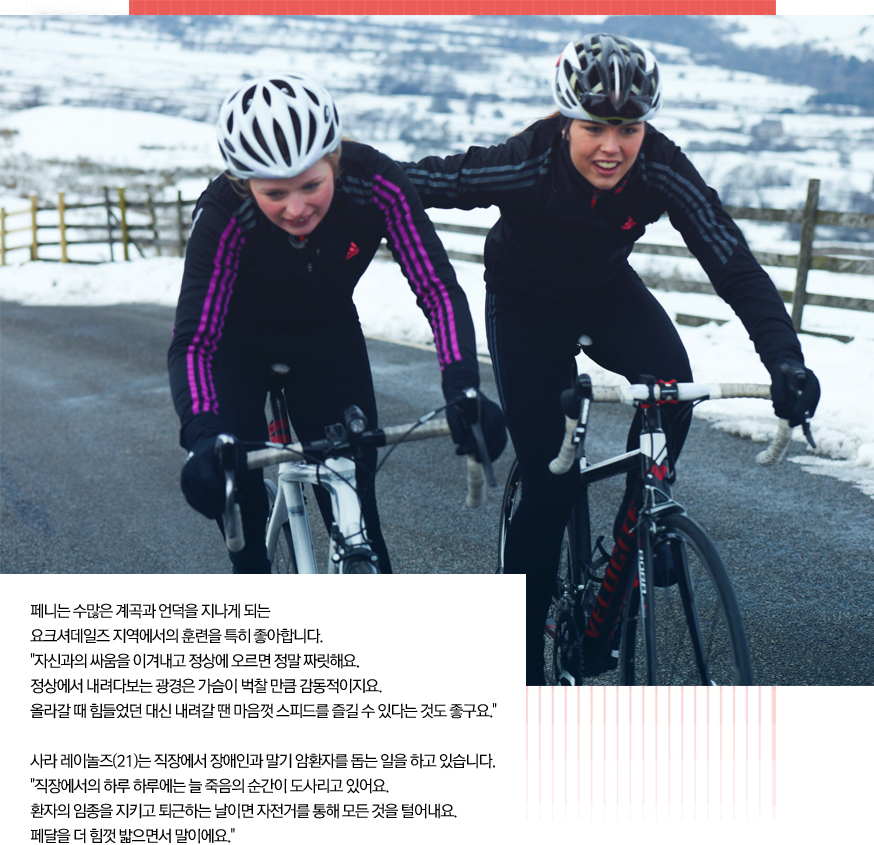 페니는 수많은 계곡과 언덕을 지나게 되는
요크셔데일즈 지역에서의 훈련을 특히 좋아합니다.
"자신과의 싸움을 이겨내고 정상에 오르면 정말 짜릿해요.
정상에서 내려다보는 광경은 가슴이 벅찰 만큼 감동적이지요.
올라갈 때 힘들었던 대신 내려갈 땐 마음껏 스피드를 즐길 수 있다는 것도 좋구요."
사라 레이놀즈(21)는 직장에서 장애인과 말기 암환자를 돕는 일을 하고 있습니다.
"직장에서의 하루 하루에는 늘 죽음의 순간이 도사리고 있어요.
환자의 임종을 지키고 퇴근하는 날이면 자전거를 통해 모든 것을 털어내요.
페달을 더 힘껏 밟으면서 말이에요."